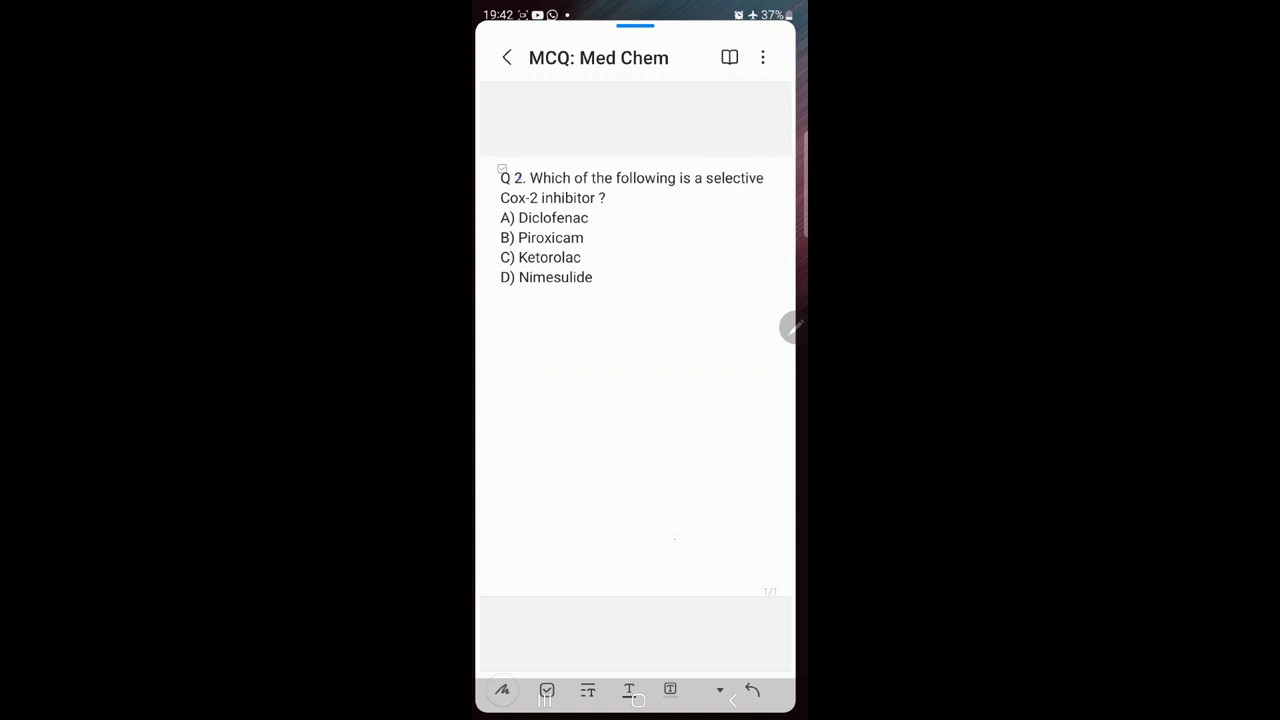 19:42
37%
MCQ: Med Chem
Q 2. Which of the following is a selective
Cox-2 inhibitor ?
A) Diclofenac
B) Piroxicam
C) Ketorolac
D) Nimesulide
1/1